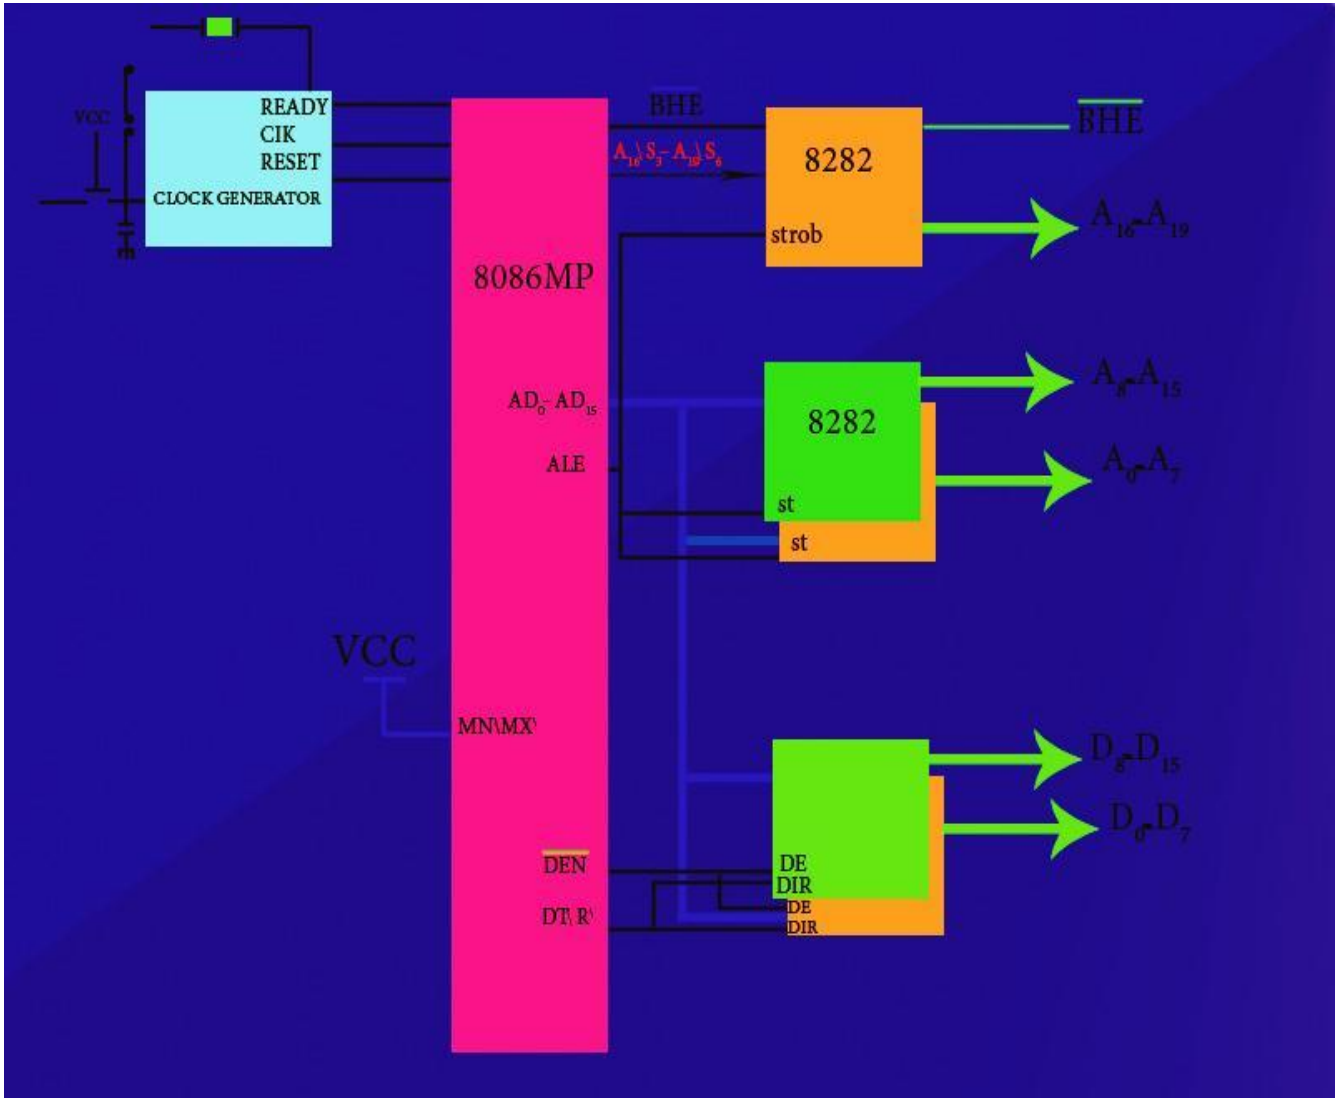 READY
CIK
RESET
CLOCK GENERATOR
VCC
BHE
A16\S3-A19\S6
8282
strob
BHE
A16-A19
8086MP
AD0-AD15
ALE
8282
st
st
A8-A15
A0-A7
VCC
MN\MX\
DEN
DT\R\
DE
DIR
DE
DIR
D8-D15
D0-D7